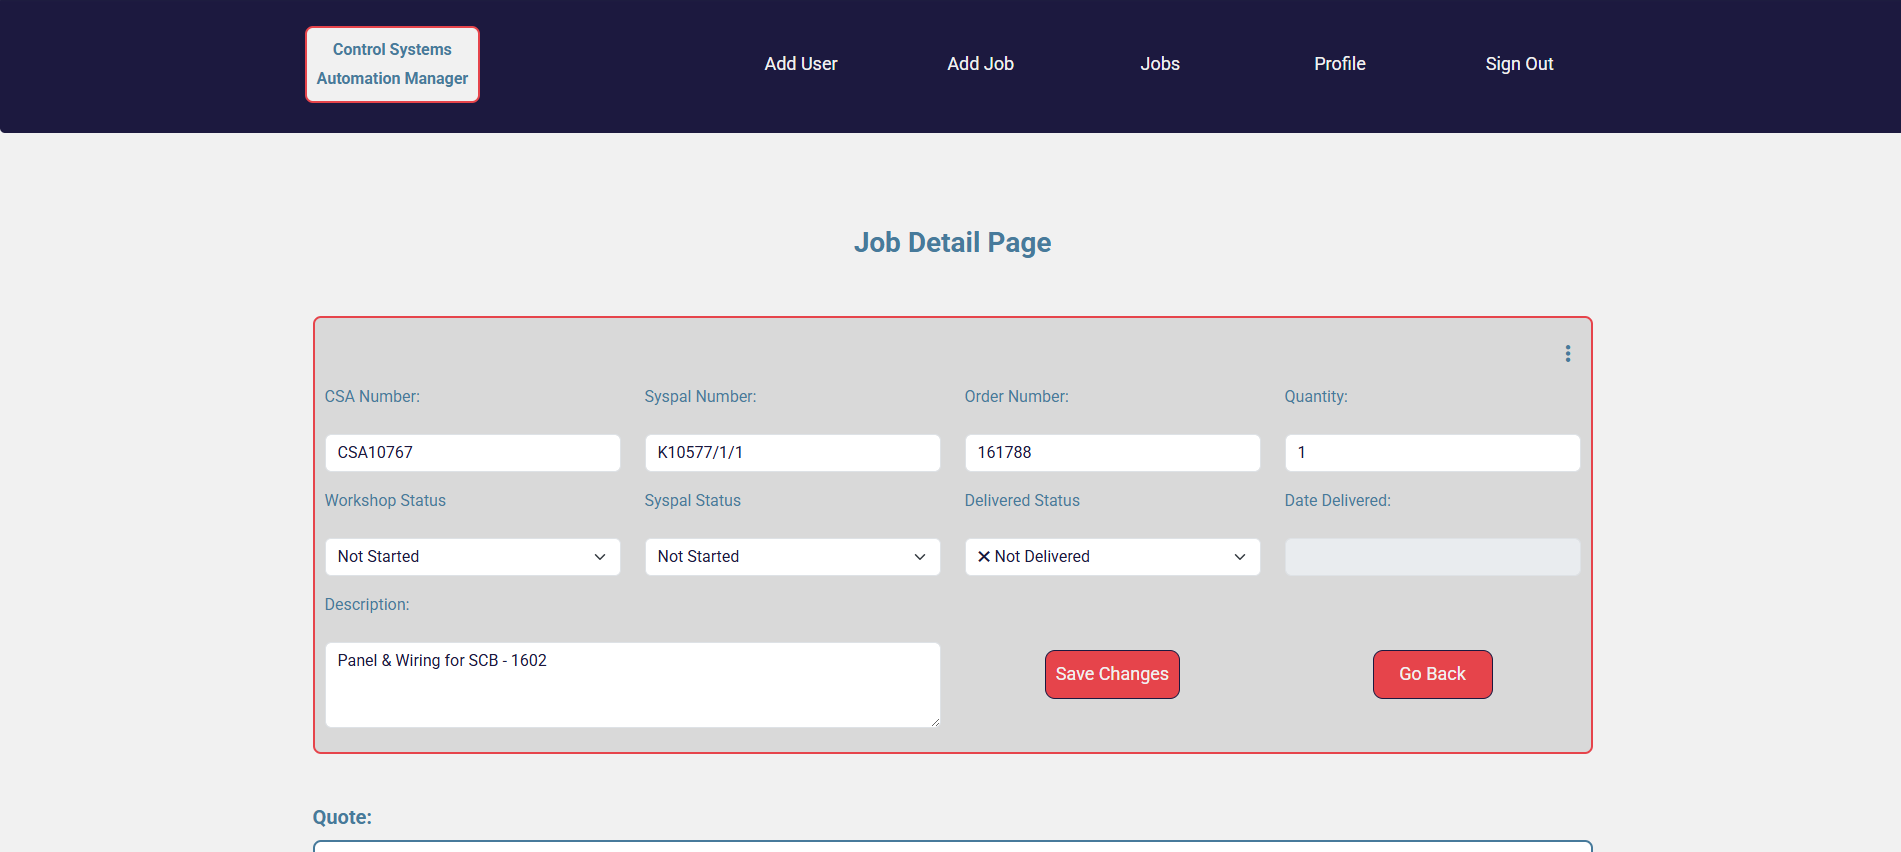 Control Systems
Automation Manager
Add User
Add Job
Jobs
Profile
Sign Out
Job Detail Page
CSA Number:
Syspal Number:
Order Number:
Quantity:
CSA10767
K10577/1/1
161788
1
Workshop Status
Syspal Status
Delivered Status
Date Delivered:
Not Started
Not Started
❌ Not Delivered
Description:
Panel & Wiring for SCB - 1602
Save Changes
Go Back
Quote: